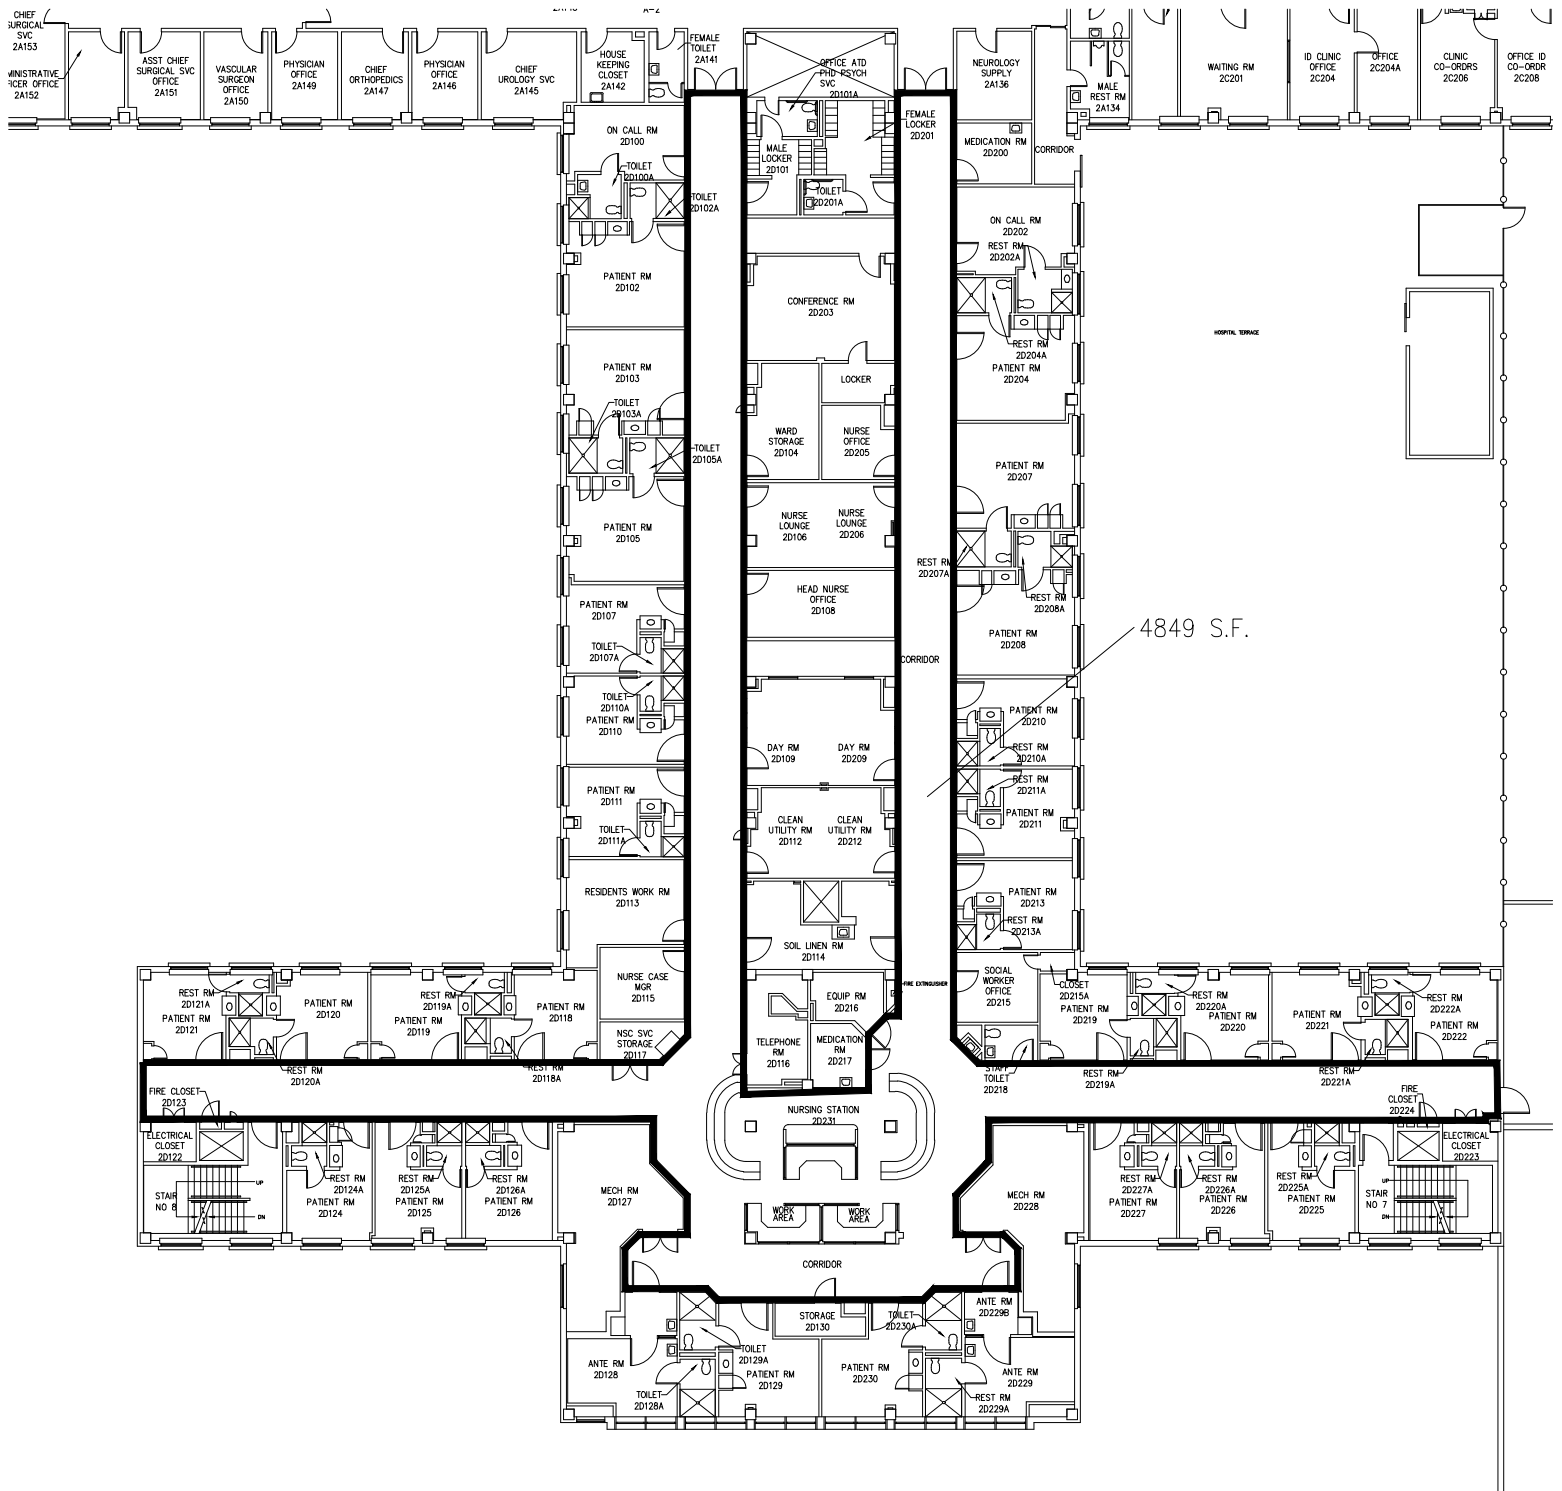 CHIEF
SURGICAL
SVC
2A153
2A152
ASST CHIEF
SURGICAL SVC
OFFICE
2A151
VASCULAR
SURGEON
OFFICE
2A150
PHYSICIAN
OFFICE
2A149
CHIEF
ORTHOPEDICS
2A147
PHYSICIAN
OFFICE
2A146
CHIEF
UROLOGY SVC
2A145
HOUSE
KEEPING
CLOSET
2A142
FEMALE
TOILET
2A141
A-2
OFFICE ATD
PHD PSYCH
SVC
2D101A
NEUROLOGY
SUPPLY
2A136
MALE
REST RM
2A134
WAITING RM
2C201
ID CLINIC
OFFICE
2C204
OFFICE
2C204A
CLINIC
CO-ORDRS
2C206
OFFICE ID
CO-ORDR
2C208
ON CALL RM
2D100
TOILET
2D100A
MALE
LOCKER
2D101
FEMALE
LOCKER
2D201
MEDICATION RM
2D200
CORRIDOR
TOILET
2D102A
TOILET
2D201A
ON CALL RM
2D202
REST RM
2D202A
PATIENT RM
2D102
CONFERENCE RM
2D203
REST RM
2D204A
PATIENT RM
2D204
HOSPITAL TERRACE
PATIENT RM
2D103
TOILET
2D103A
LOCKER
WARD
STORAGE
2D104
NURSE
OFFICE
2D205
TOILET
2D105A
PATIENT RM
2D207
PATIENT RM
2D105
NURSE
LOUNGE
2D106
NURSE
LOUNGE
2D206
REST RM
2D207A
REST RM
2D208A
PATIENT RM
2D107
TOILET
2D107A
HEAD NURSE
OFFICE
2D108
PATIENT RM
2D208
4849 S.F.
CORRIDOR
TOILET
2D110A
PATIENT RM
2D110
DAY RM
2D109
DAY RM
2D209
PATIENT RM
2D210
REST RM
2D210A
PATIENT RM
2D111
TOILET
2D111A
CLEAN
UTILITY RM
2D112
CLEAN
UTILITY RM
2D212
REST RM
2D211A
PATIENT RM
2D211
RESIDENTS WORK RM
2D113
SOIL LINEN RM
2D114
PATIENT RM
2D213
REST RM
2D213A
NURSE CASE
MGR
2D115
EQUIP RM
2D216
FIRE EXTINGUISHER
SOCIAL
WORKER
OFFICE
2D215
CLOSET
2D215A
REST RM
2D121A
PATIENT RM
2D121
PATIENT RM
2D120
REST RM
2D119A
PATIENT RM
2D119
PATIENT RM
2D118
NSC SVC
STORAGE
2D117
TELEPHONE
RM
2D116
MEDICATION
RM
2D217
STAFF
TOILET
2D218
PATIENT RM
2D219
REST RM
2D220A
PATIENT RM
2D220
PATIENT RM
2D221
REST RM
2D222A
PATIENT RM
2D222
REST RM
2D120A
REST RM
2D118A
REST RM
2D219A
REST RM
2D221A
FIRE CLOSET
2D123
NURSING STATION
2D231
FIRE
CLOSET
2D224
ELECTRICAL
CLOSET
2D122
ELECTRICAL
CLOSET
2D223
STAIR
NO 8
UP
DN
REST RM
2D124A
PATIENT RM
2D124
REST RM
2D125A
PATIENT RM
2D125
REST RM
2D126A
PATIENT RM
2D126
MECH RM
2D127
WORK
AREA
WORK
AREA
MECH RM
2D228
REST RM
2D227A
PATIENT RM
2D227
REST RM
2D226A
PATIENT RM
2D226
REST RM
2D225A
PATIENT RM
2D225
STAIR
NO 7
UP
DN
CORRIDOR
STORAGE
2D130
TOILET
2D230A
ANTE RM
2D229B
ANTE RM
2D128
TOILET
2D129A
PATIENT RM
2D129
TOILET
2D128A
PATIENT RM
2D230
ANTE RM
2D229
REST RM
2D229A